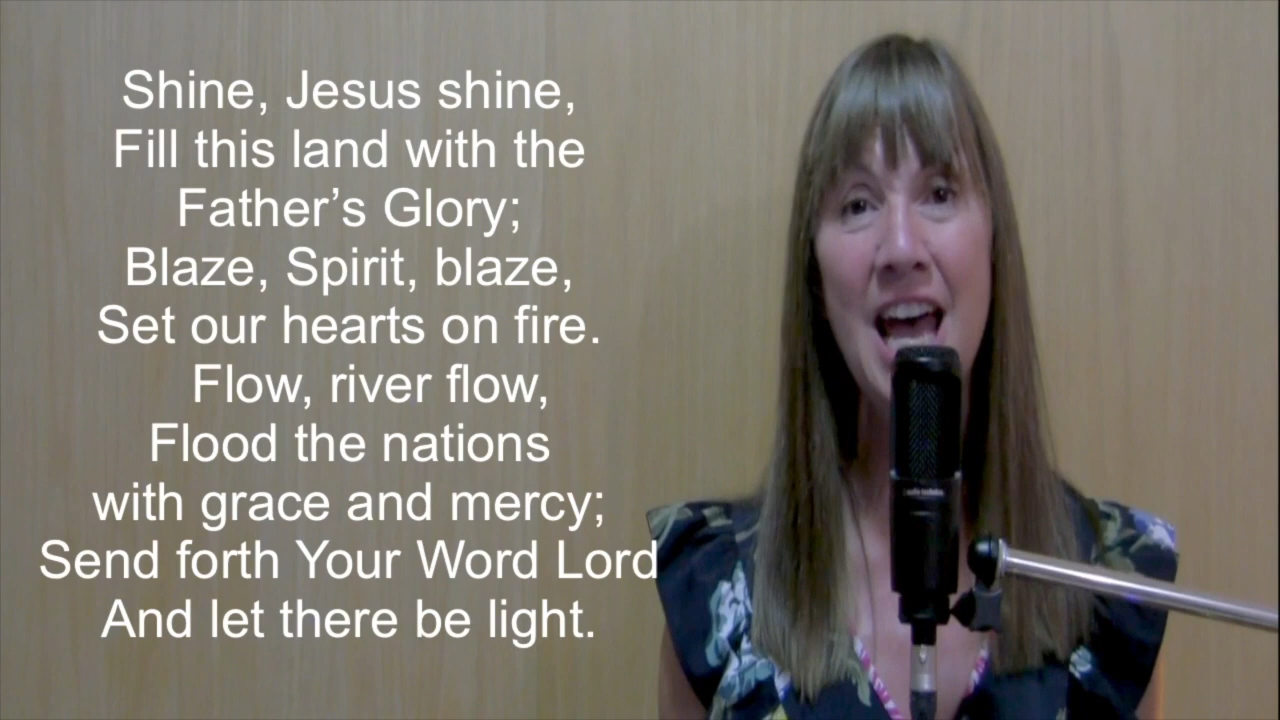 Shine, Jesus shine,
Fill this land with the
Father’s Glory;
Blaze, Spirit, blaze,
Set our hearts on fire.
Flow, river flow,
Flood the nations
with grace and mercy;
Send forth Your Word Lord
And let there be light.